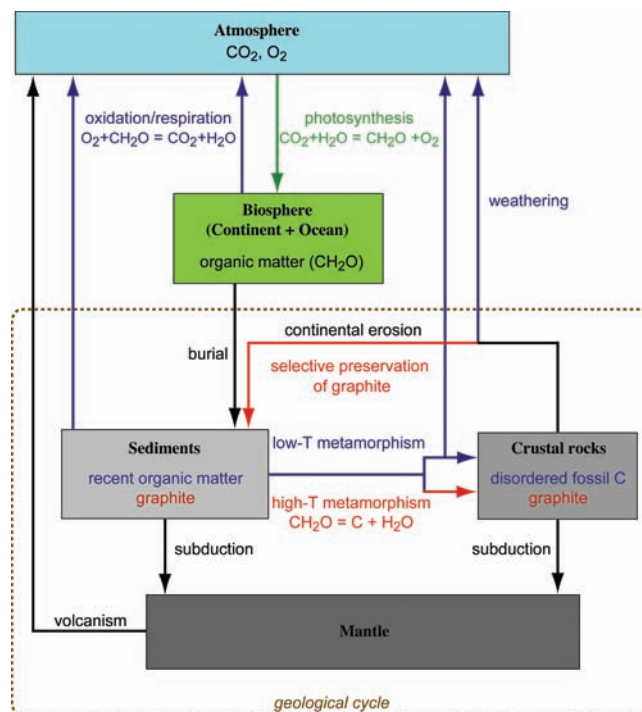 Atmosphere
CO2, O2
oxidation/respiration
O2+CH2O = CO2+H2O
photosynthesis
CO2+H2O = CH2O +O2
weathering
Biosphere
(Continent + Ocean)
organic matter (CH2O)
burial
continental erosion
selective preservation
of graphite
Sediments
recent organic matter
graphite
low-T metamorphism
high-T metamorphism
CH2O = C + H2O
Crustal rocks
disordered fossil C
graphite
subduction
subduction
volcanism
Mantle
geological cycle